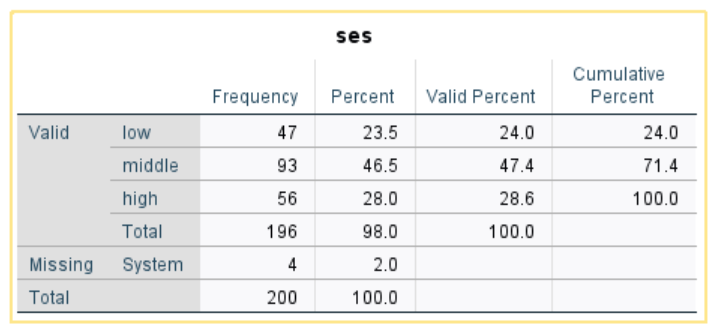 ses
Frequency Percent Valid Percent Cumulative Percent
Valid low 47 23.5 24.0 24.0
middle 93 46.5 47.4 71.4
high 56 28.0 28.6 100.0
Total 196 98.0 100.0
Missing System 4 2.0
Total 200 100.0